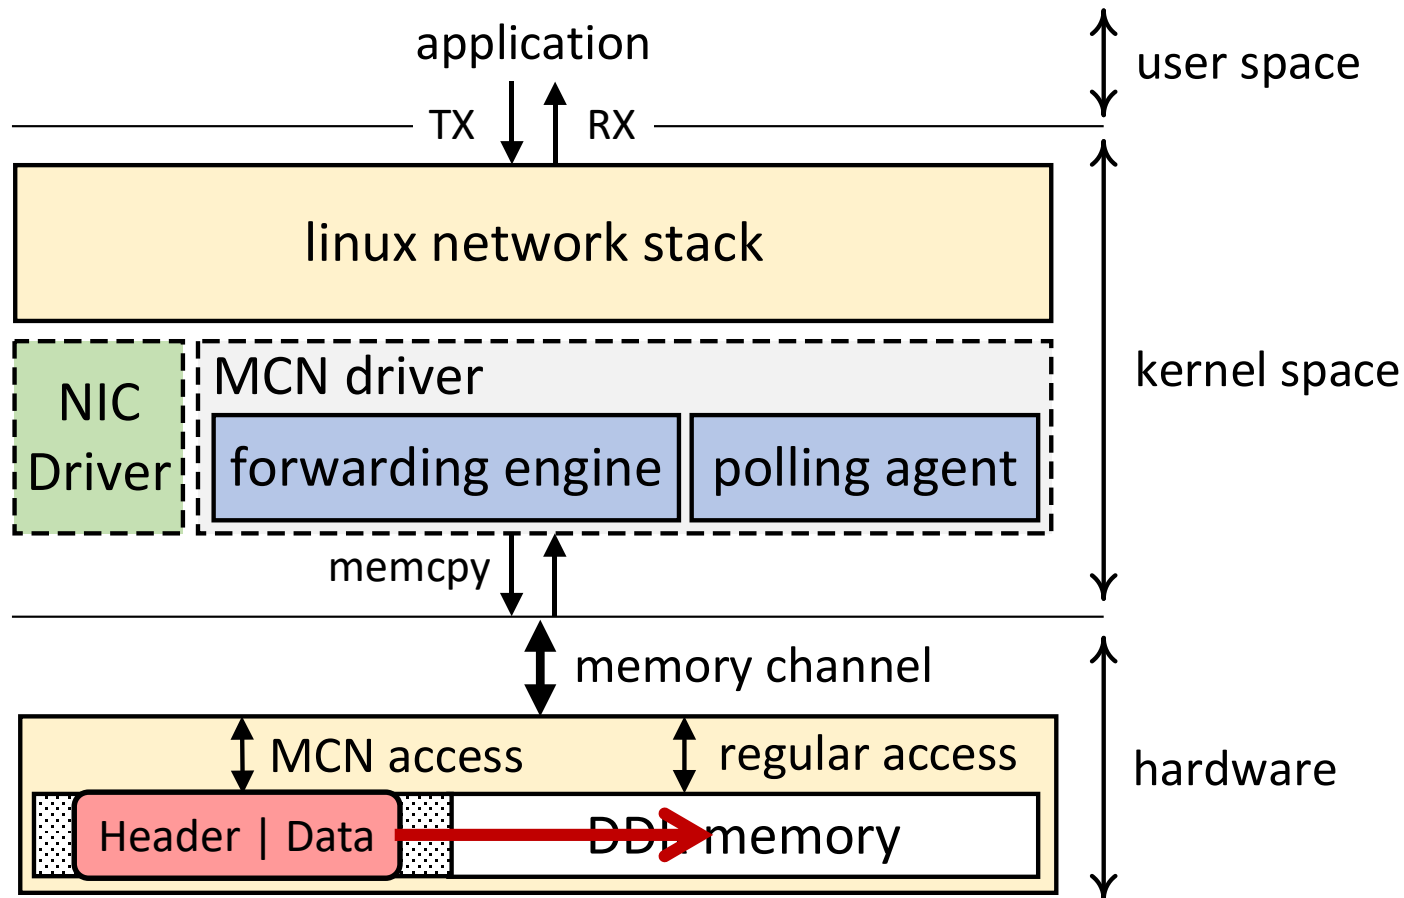 application
user space
TX
RX
linux network stack
kernel space
NIC
Driver
MCN driver
forwarding engine
polling agent
memcpy
memory channel
MCN access
regular access
hardware
Header | Data
memory